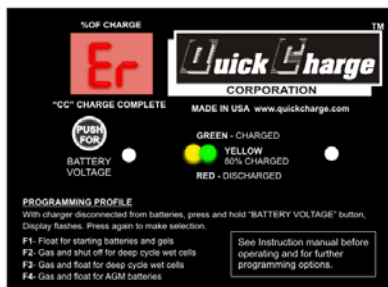 %OF CHARGE
Er
"CC" CHARGE COMPLETE
Quick Charge
TM
CORPORATION
MADE IN USA www.quickcharge.com
PUSH
FOR
BATTERY
VOLTAGE
GREEN - CHARGED
YELLOW
80% CHARGED
RED - DISCHARGED
PROGRAMMING PROFILE
With charger disconnected from batteries, press and hold "BATTERY VOLTAGE" button,
Display flashes. Press again to make selection.
F1- Float for starting batteries and gels
F2- Gas and shut off for deep cycle wet cells
F3- Gas and float for deep cycle wet cells
F4- Gas and float for AGM batteries
See Instruction manual before
operating and for further
programming options.